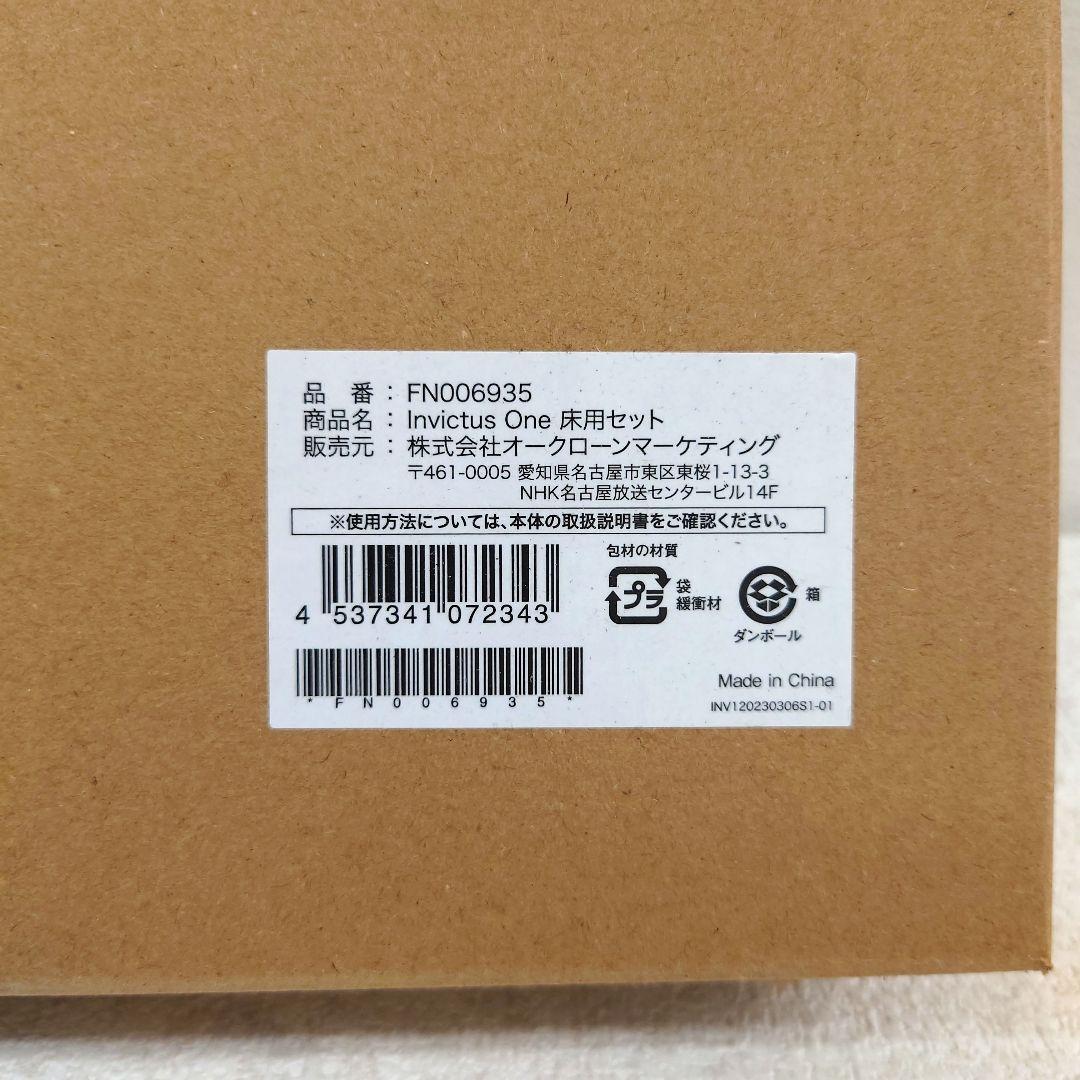 品 番：FN006935
商品名：Invictus One 床用セット
販売元：株式会社オークローンマーケティング
〒461-0005 愛知県名古屋市東区東桜1-13-3
NHK名古屋放送センタービル14F
※使用方法については、本体の取扱説明書をご確認ください。
包材の材質
プラ
袋
緩衝材
箱
ダンボール
4 537341 072343
*FN006935*
Made in China
INV120230306S1-01